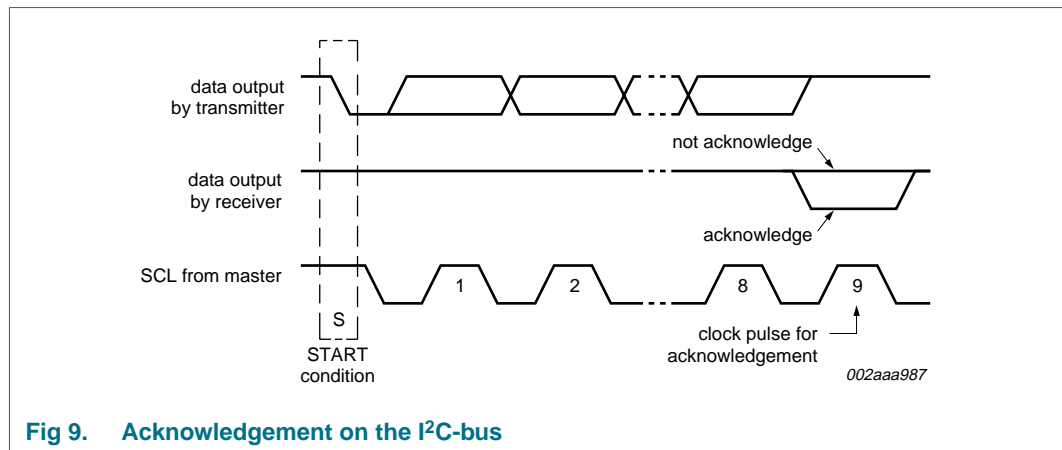 data output
by transmitter
not acknowledge
data output
by receiver
acknowledge
SCL from master
1
2
8
9
S
START
condition
clock pulse for
acknowledgement
002aaa987
Fig 9. Acknowledgement on the I²C-bus